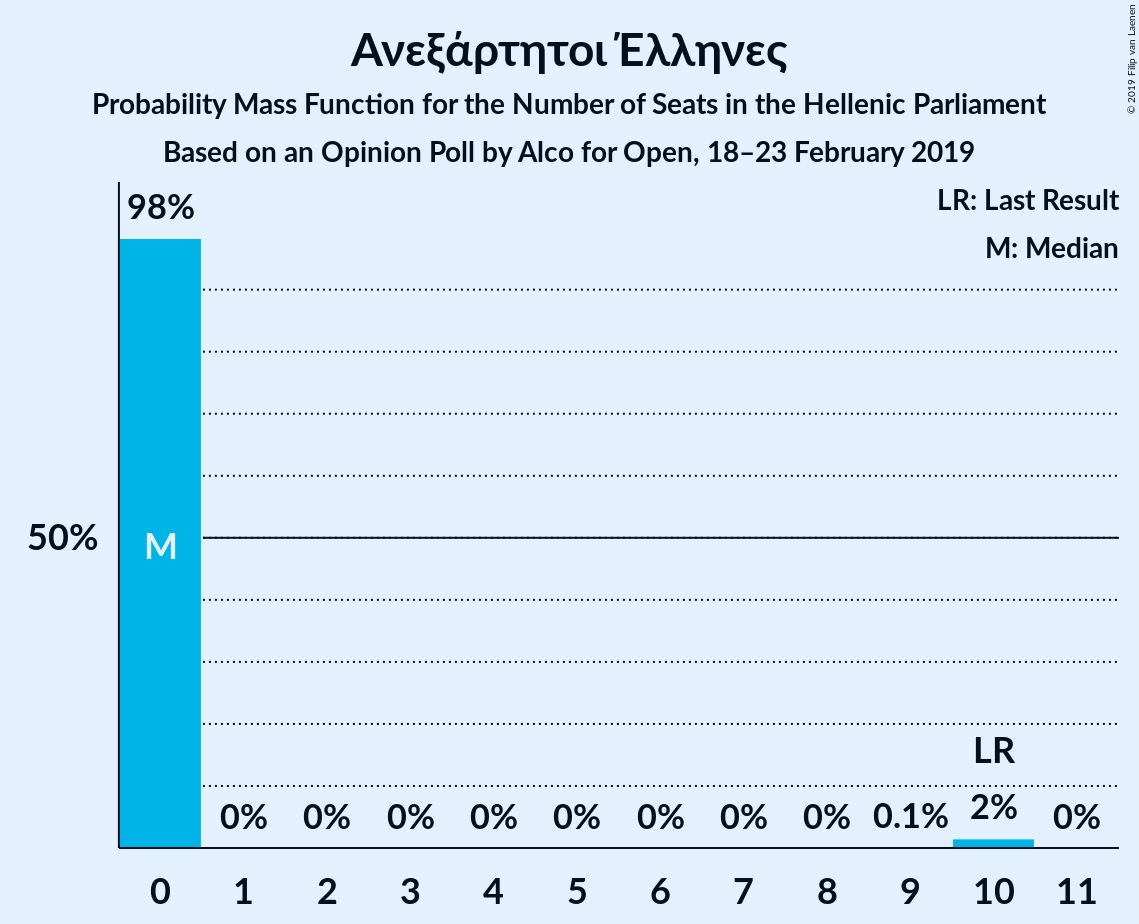 Ανεξάρτητοι Έλληνες
Probability Mass Function for the Number of Seats in the Hellenic Parliament
Based on an Opinion Poll by Alco for Open, 18–23 February 2019
© 2019 Filip van Laenen
LR: Last Result
M: Median
98%
50%
M
LR
0% 0% 0% 0% 0% 0% 0% 0% 0.1% 2% 0%
0 1 2 3 4 5 6 7 8 9 10 11